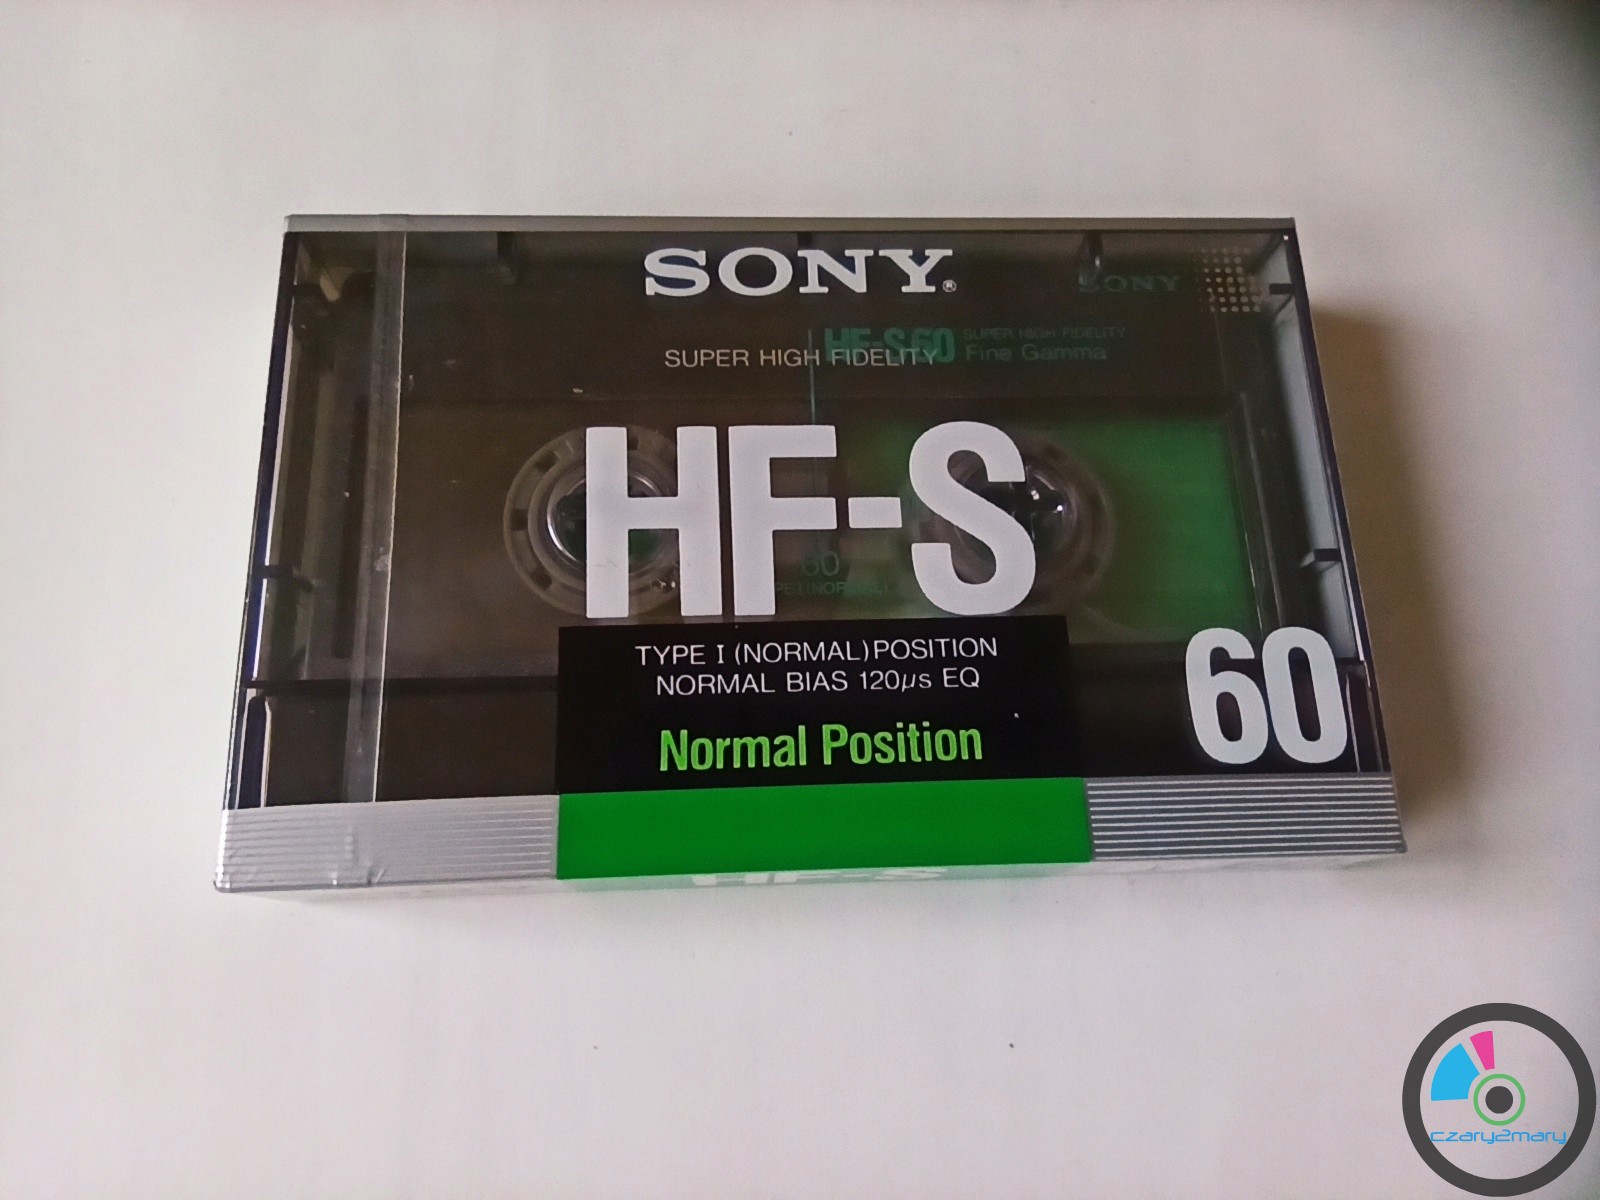 SONY®
SONY
HF-S60 SUPER HIGH FIDELITY
Fine Gamma
SUPER HIGH FIDELITY
HF-S
60
TYPE I (NORMAL) POSITION
NORMAL BIAS 120µs EQ
Normal Position
60
HF-S
czary2mary